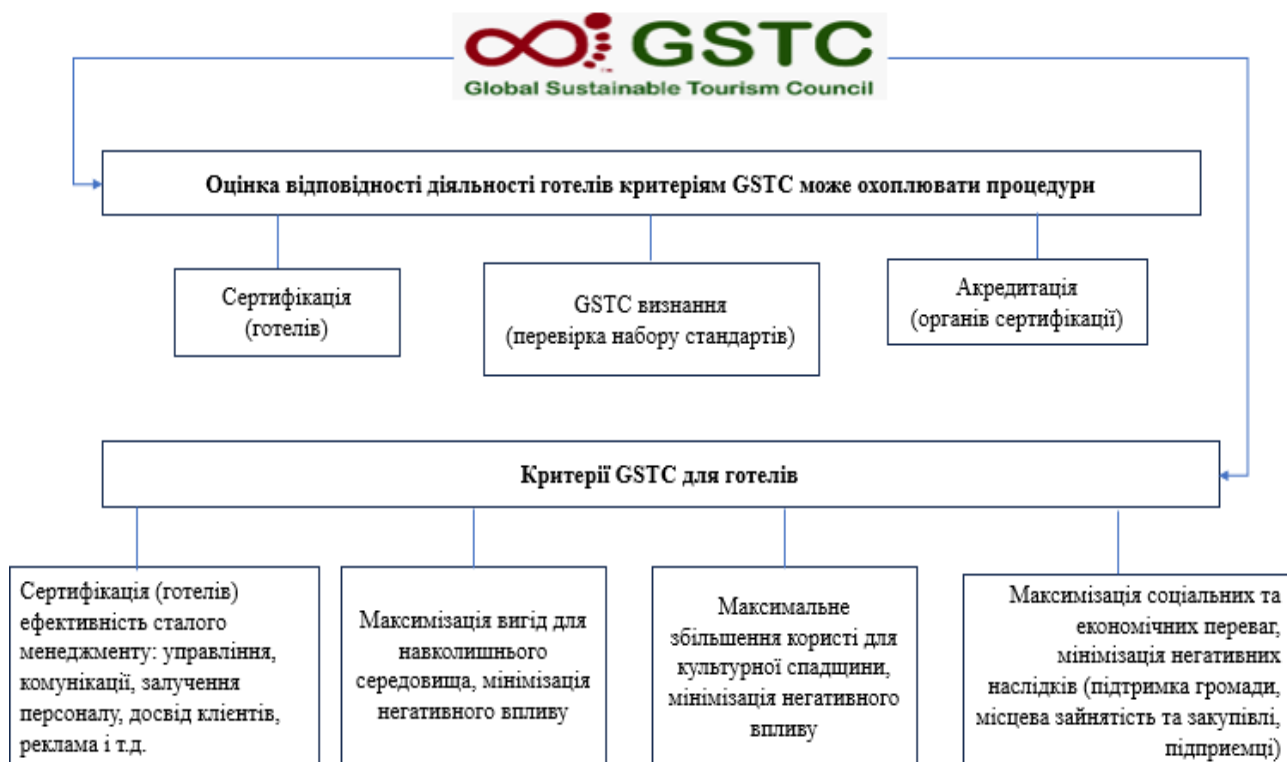 GSTC
Global Sustainable Tourism Council
Оцінка відповідності діяльності готелів критеріям GSTC може охоплювати процедури
Сертифікація
(готелів)
GSTC визнання
(перевірка набору стандартів)
Акредитація
(органів сертифікації)
Критерії GSTC для готелів
Сертифікація (готелів)
ефективність сталого
менеджменту: управління,
комунікації, залучення
персоналу, досвід клієнтів,
реклама і т.д.
Максимізація вигід для
навколишнього
середовища, мінімізація
негативного впливу
Максимальне
збільшення користі для
культурної спадщини,
мінімізація негативного
впливу
Максимізація соціальних та
економічних переваг,
мінімізація негативних
наслідків (підтримка громади,
місцева зайнятість та закупівлі,
підприємці)